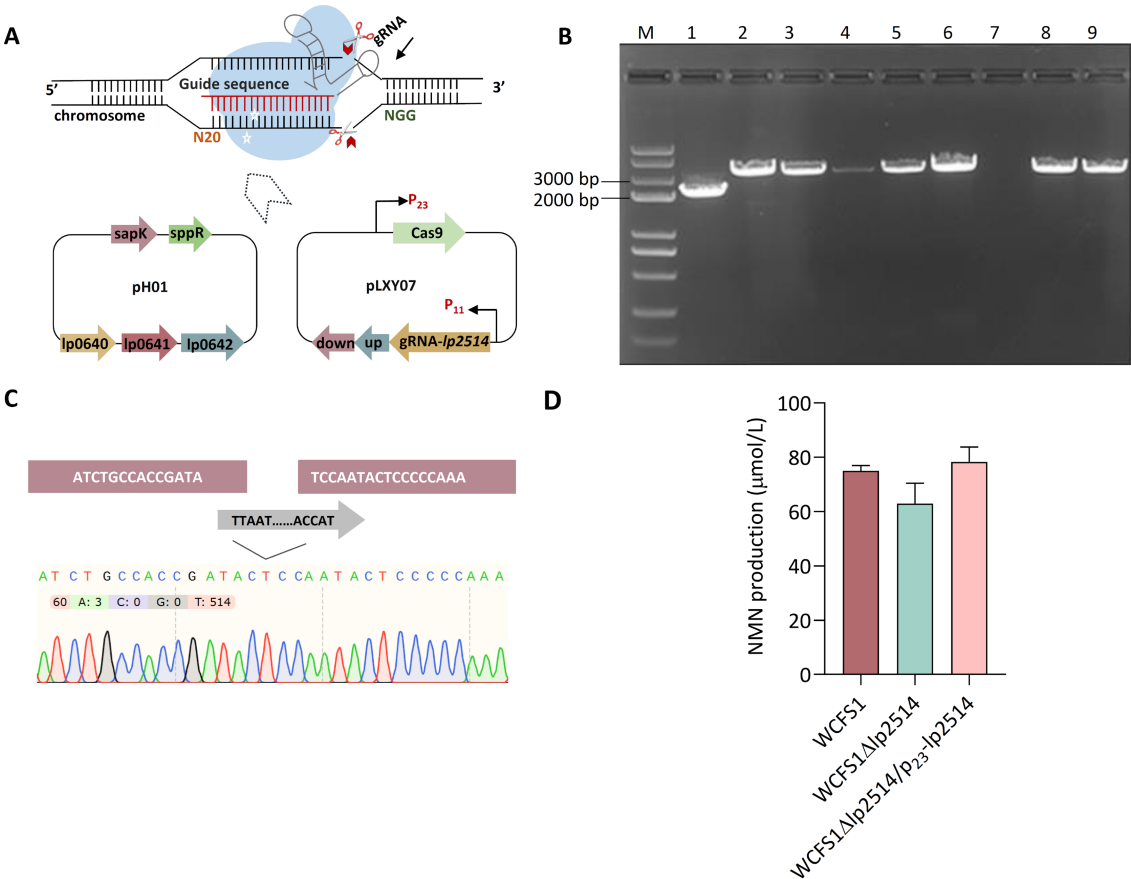 A
gRNA
Guide sequence
5'
3'
chromosome
N20
NGG
sapK
sppR
pH01
lp0640
lp0641
lp0642
P23
Cas9
pLXY07
P11
down
up
gRNA-lp2514
B
M 1 2 3 4 5 6 7 8 9
3000 bp
2000 bp
C
ATCTGCCACCGATA
TCCAATACTCCCCCAAA
TTAAT......ACCAT
A T C T G C C A C C G A T A C T C C A A T A C T C C C C C A A A
60 A: 3 C: 0 G: 0 T: 514
D
NMN production (μmol/L)
100
80
60
40
20
0
WCFS1
WCFS1Δlp2514
WCFS1Δlp2514/p23-lp2514